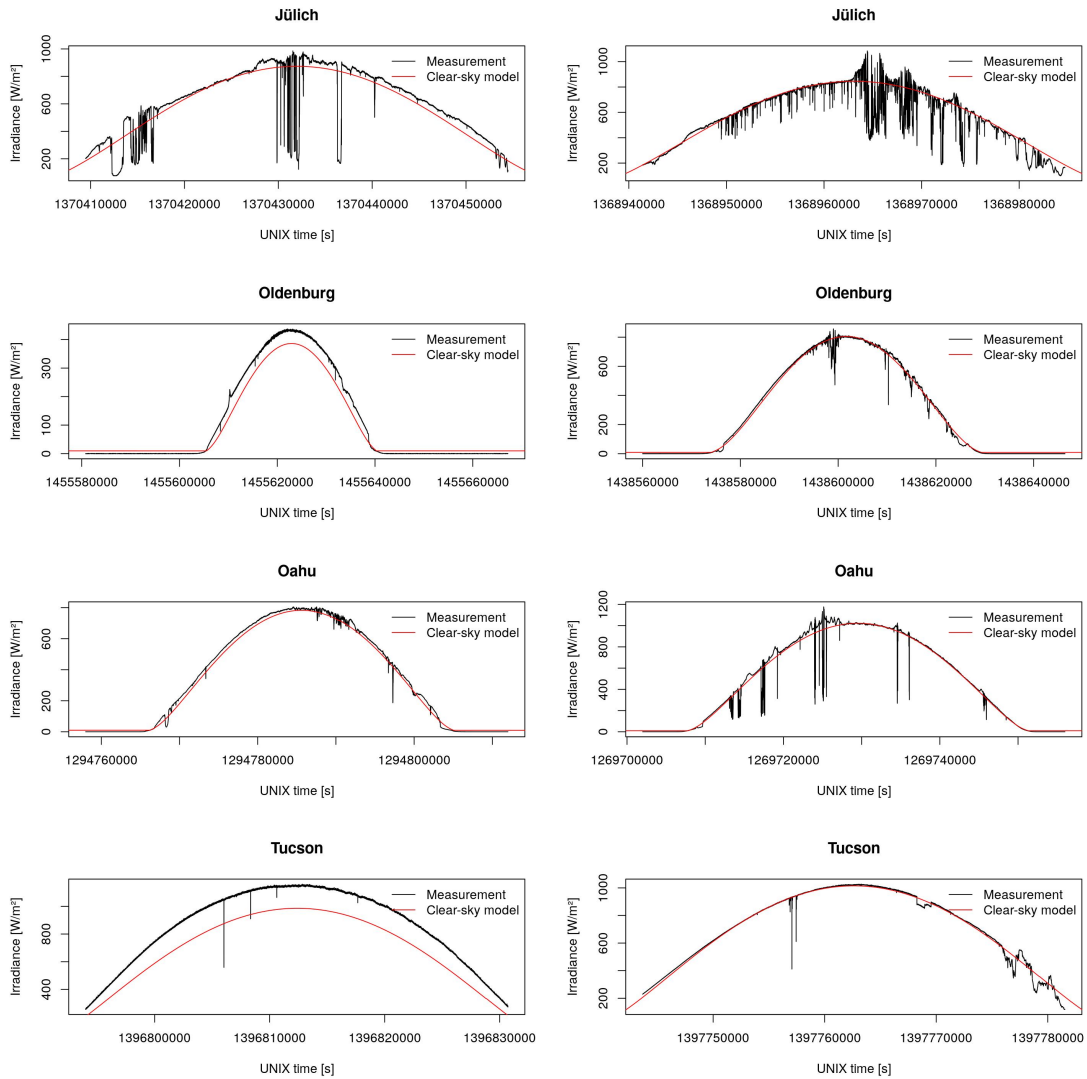 Jülich
Irradiance [W/m²]
1000
600
200
Measurement
Clear-sky model
1370410000 1370420000 1370430000 1370440000 1370450000
UNIX time [s]
Jülich
Irradiance [W/m²]
1000
600
200
Measurement
Clear-sky model
1368940000 1368950000 1368960000 1368970000 1368980000
UNIX time [s]
Oldenburg
Irradiance [W/m²]
300
100
0
Measurement
Clear-sky model
1455580000 1455600000 1455620000 1455640000 1455660000
UNIX time [s]
Oldenburg
Irradiance [W/m²]
600
200
0
Measurement
Clear-sky model
1438560000 1438580000 1438600000 1438620000 1438640000
UNIX time [s]
Oahu
Irradiance [W/m²]
600
200
0
Measurement
Clear-sky model
1294760000 1294780000 1294800000
UNIX time [s]
Oahu
Irradiance [W/m²]
1200
800
400
0
Measurement
Clear-sky model
1269700000 1269720000 1269740000
UNIX time [s]
Tucson
Irradiance [W/m²]
800
400
Measurement
Clear-sky model
1396800000 1396810000 1396820000 1396830000
UNIX time [s]
Tucson
Irradiance [W/m²]
1000
600
200
Measurement
Clear-sky model
1397750000 1397760000 1397770000 1397780000
UNIX time [s]